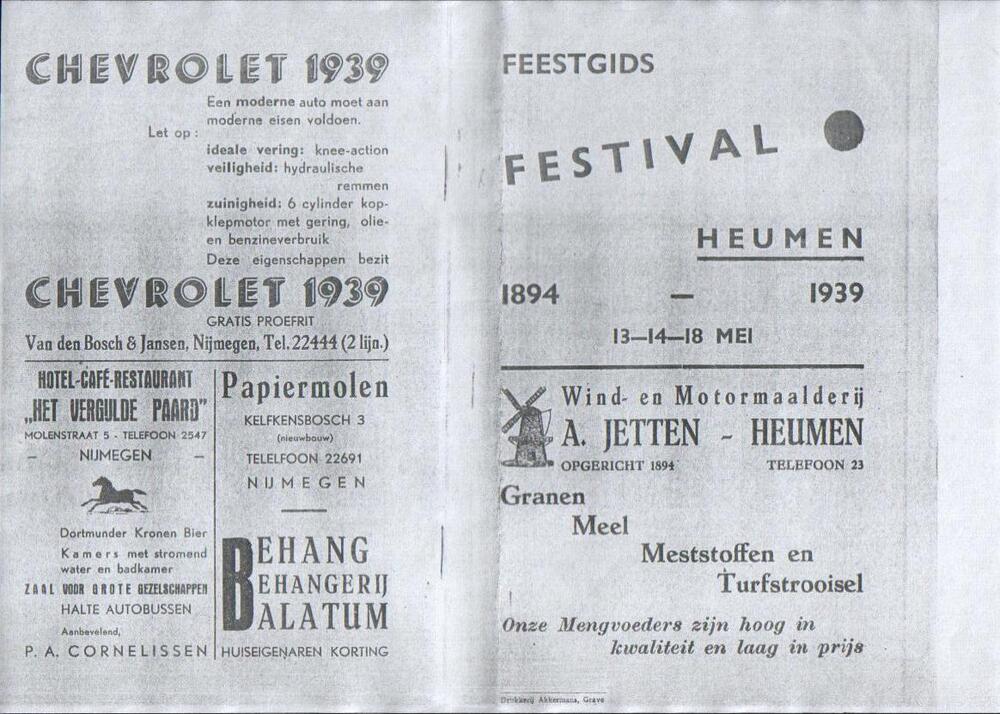 CHEVROLET 1939
Een moderne auto moet aan
moderne eisen voldoen.
Let op :
ideale vering: knee-action
veiligheid: hydraulische
remmen
zuinigheid: 6 cylinder kop-
klepmotor met gering, olie-
en benzineverbruik
Deze eigenschappen bezit
CHEVROLET 1939
GRATIS PROEFRIT
Van den Bosch & Jansen, Nijmegen, Tel. 22444 (2 lijn.)
HOTEL-CAFÉ-RESTAURANT
„HET VERGULDE PAARD”
MOLENSTRAAT 5 - TELEFOON 2547
– NIJMEGEN –
Dortmunder Kronen Bier
Kamers met stromend
water en badkamer
ZAAL VOOR GROTE GEZELSCHAPPEN
HALTE AUTOBUSSEN
Aanbevelend,
P. A. CORNELISSEN
Papiermolen
KELFKENSBOSCH 3
(nieuwbouw)
TELELFOON 22691
NIJMEGEN
BEHANG
BEHANGERIJ
BALATUM
HUISEIGENAREN KORTING
FEESTGIDS
FESTIVAL
HEUMEN
1894 – 1939
13—14—18 MEI
Wind- en Motormaalderij
A. JETTEN - HEUMEN
OPGERICHT 1894 TELEFOON 23
Granen
Meel
Meststoffen en
Turfstrooisel
Onze Mengvoeders zijn hoog in
kwaliteit en laag in prijs
Drukkerij Akkermans, Grave